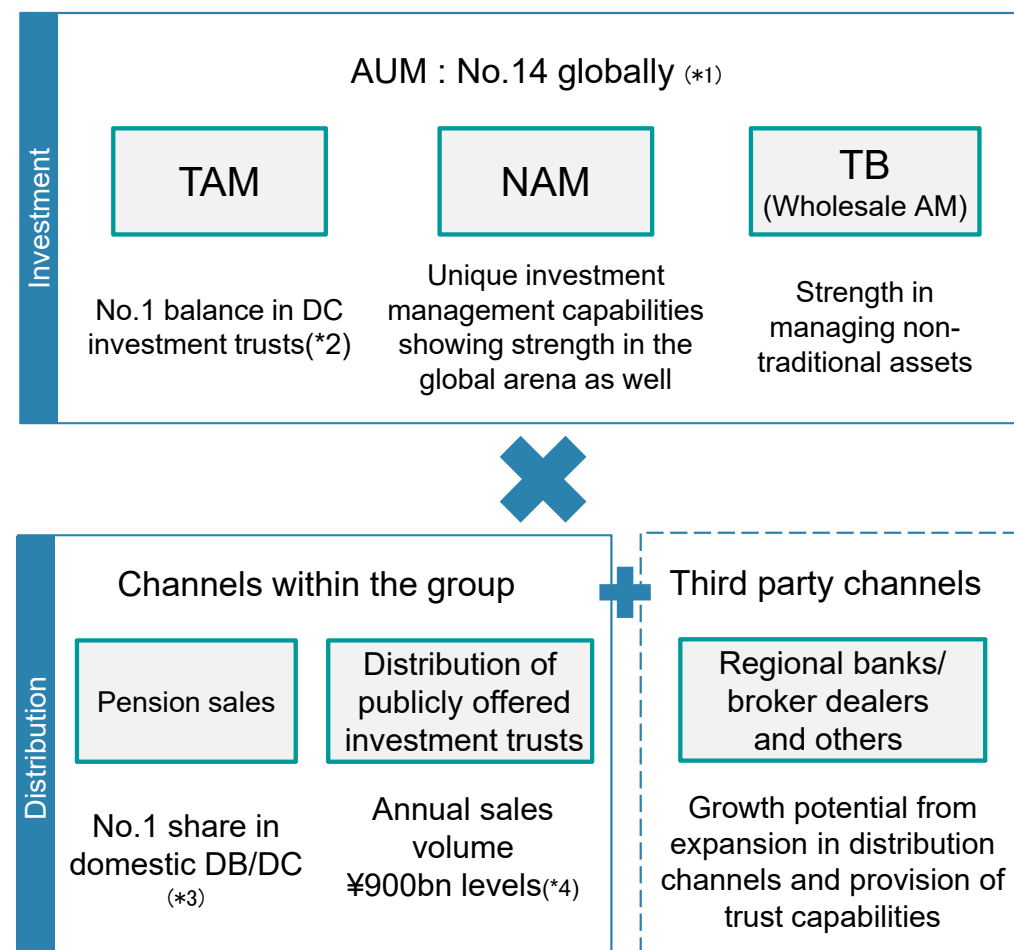 Investment
AUM : No.14 globally (*1)
TAM
No.1 balance in DC
investment trusts(*2)
NAM
Unique investment
management capabilities
showing strength in the
global arena as well
TB
(Wholesale AM)
Strength in
managing non-
traditional assets
Distribution
Channels within the group
Pension sales
No.1 share in
domestic DB/DC
(*3)
Distribution of
publicly offered
investment trusts
Annual sales
volume
¥900bn levels(*4)
Third party channels
Regional banks/
broker dealers
and others
Growth potential from
expansion in distribution
channels and provision of
trust capabilities